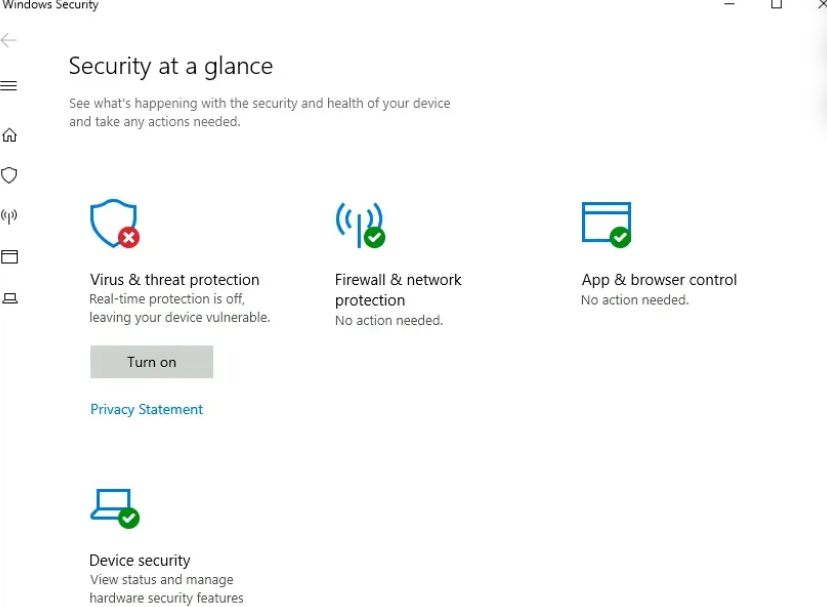 Windows Security
Security at a glance
See what's happening with the security and health of your device
and take any actions needed.
Virus & threat protection
Real-time protection is off,
leaving your device vulnerable.
Turn on
Privacy Statement
Firewall & network
protection
No action needed.
App & browser control
No action needed.
Device security
View status and manage
hardware security features